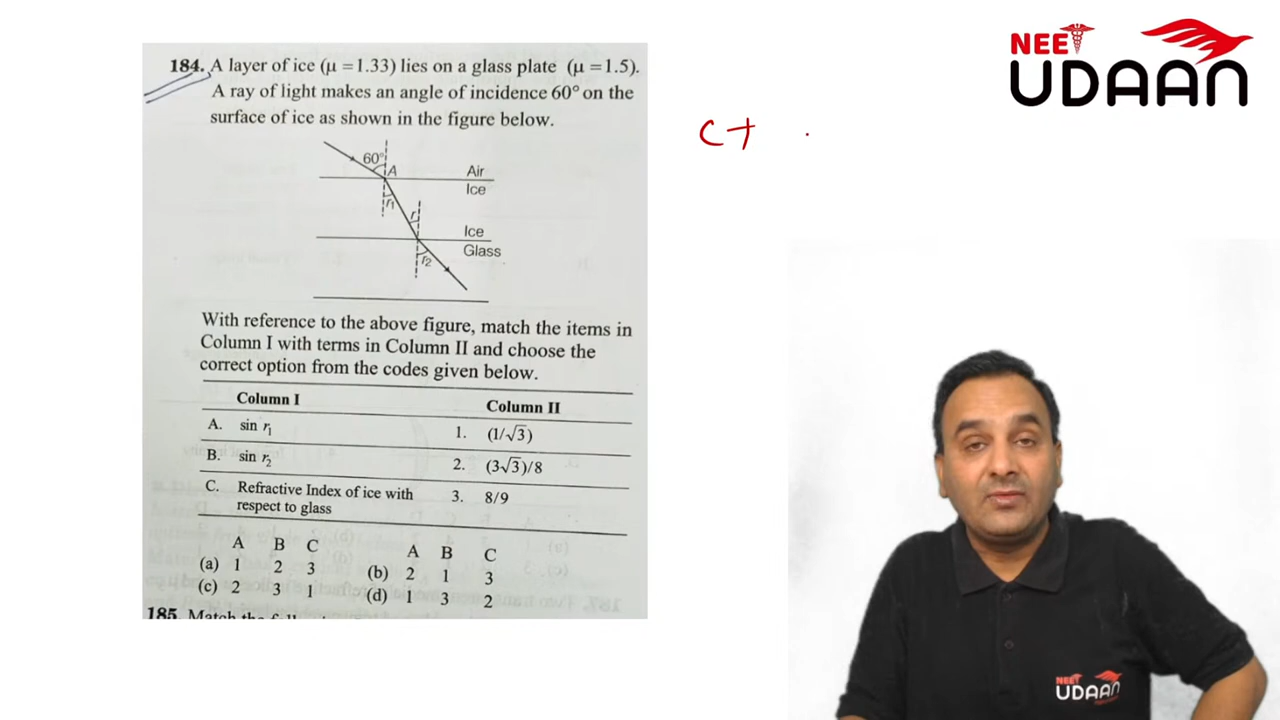 NEET
UDAAN
184. A layer of ice (μ = 1.33) lies on a glass plate (μ = 1.5).
A ray of light makes an angle of incidence 60° on the
surface of ice as shown in the figure below.
60°
A
Air
Ice
r₁
r
Ice
Glass
r₂
With reference to the above figure, match the items in
Column I with terms in Column II and choose the
correct option from the codes given below.
Column I Column II
A. sin r₁ 1. (1/√3)
B. sin r₂ 2. (3√3)/8
C. Refractive Index of ice with 3. 8/9
respect to glass
A B C A B C
(a) 1 2 3 (b) 2 1 3
(c) 2 3 1 (d) 1 3 2
185. Match the f
C+
NEET
UDAAN